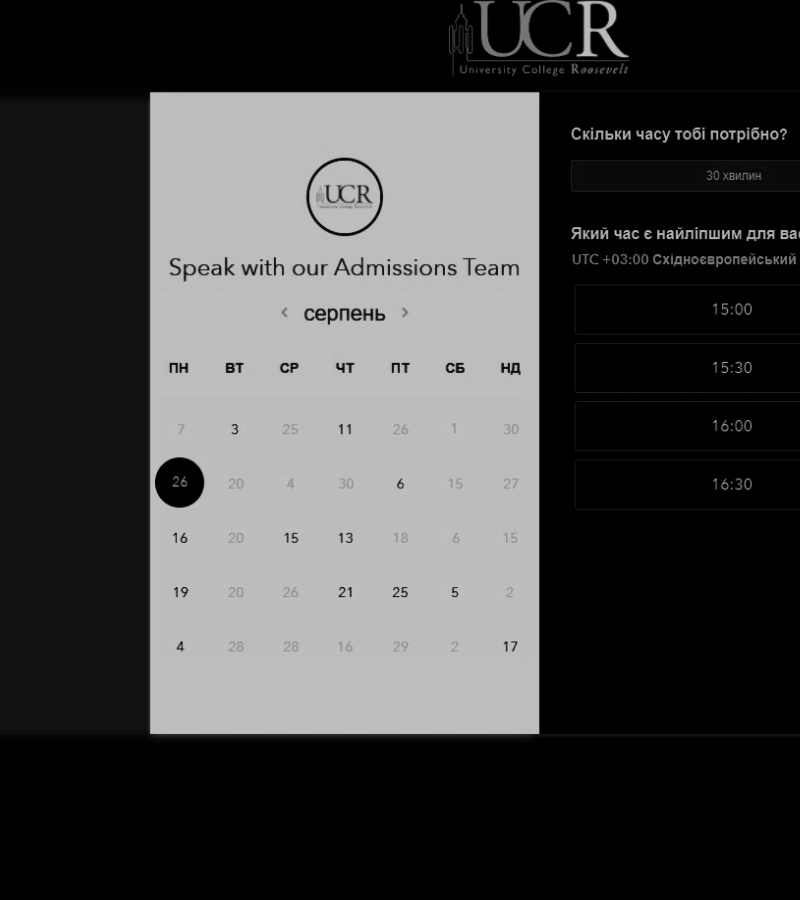 UCR
University College Roosevelt
UCR
Speak with our Admissions Team
< серпень >
ПН ВТ СР ЧТ ПТ СБ НД
7 3 25 11 26 1 30
26 20 4 30 6 15 27
16 20 15 13 18 6 15
19 20 26 21 25 5 2
4 28 28 16 29 2 17
Скільки часу тобі потрібно?
30 хвилин
Який час є найліпшим для вас
UTC +03:00 Східноєвропейський
15:00
15:30
16:00
16:30